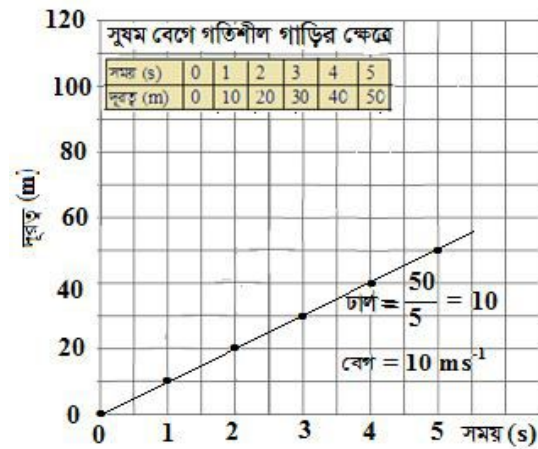 120
সুষম বেগে গতিশীল গাড়ির ক্ষেত্রে
সময় (s) 0 1 2 3 4 5
দূরত্ব (m) 0 10 20 30 40 50
100
80
দূরত্ব (m)
60
40
ঢাল = 50/5 = 10
20
বেগ = 10 ms⁻¹
0
0 1 2 3 4 5 সময় (s)